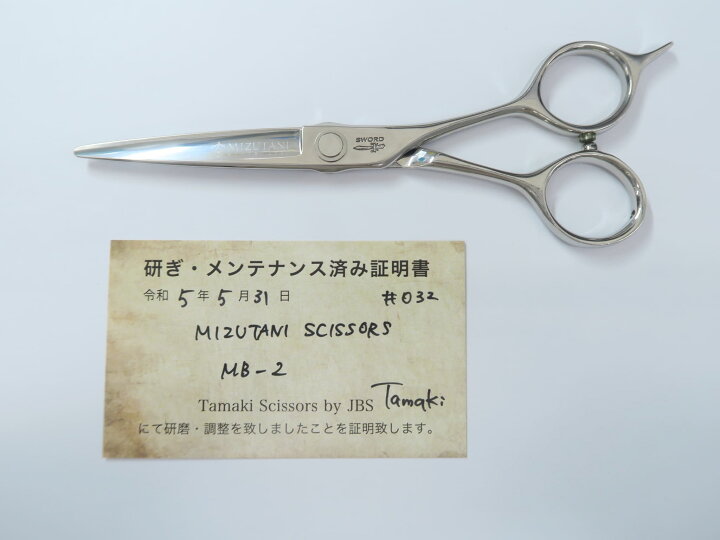 MIZUTANI
SWORD
研ぎ・メンテナンス済み証明書
令和 5 年 5 月 31 日 #032
MIZUTANI SCISSORS
MB-2
Tamaki Scissors by JBS Tamaki
にて研磨・調整を致しましたことを証明致します。